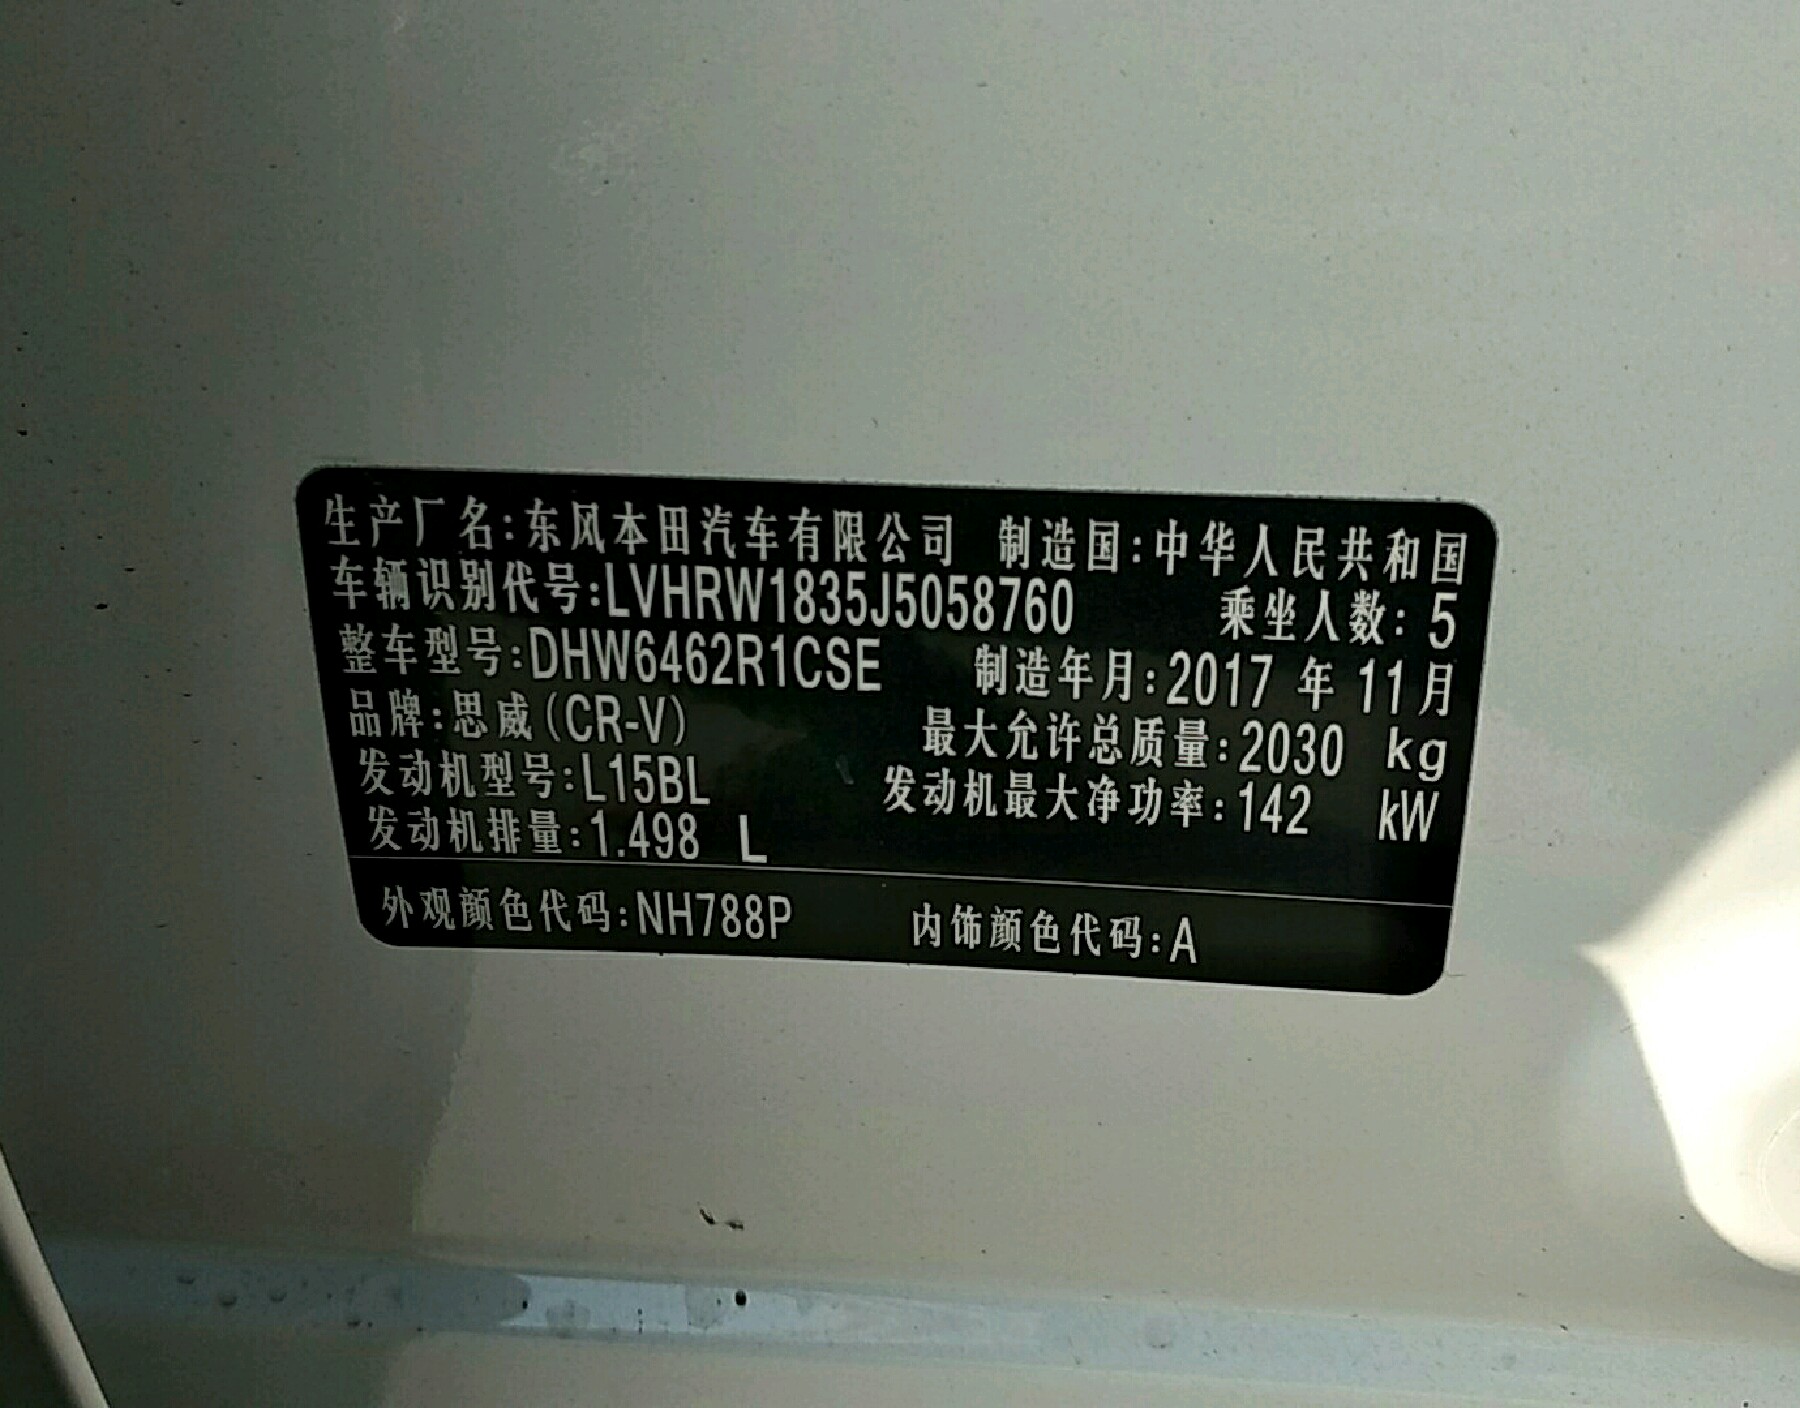 生产厂名:东风本田汽车有限公司 制造国:中华人民共和国
车辆识别代号:LVHRW1835J5058760 乘坐人数:5
整车型号:DHW6462R1CSE 制造年月:2017 年 11月
品牌:思威(CR-V) 最大允许总质量:2030 kg
发动机型号:L15BL 发动机最大净功率:142 kW
发动机排量:1.498 L
外观颜色代码:NH788P 内饰颜色代码:A